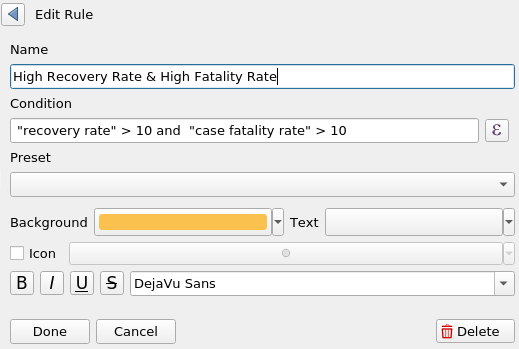 Edit Rule
Name
High Recovery Rate & High Fatality Rate
Condition
"recovery rate" > 10 and  "case fatality rate" > 10
ε
Preset
Background
Text
Icon
B I U S DejaVu Sans
Done Cancel Delete